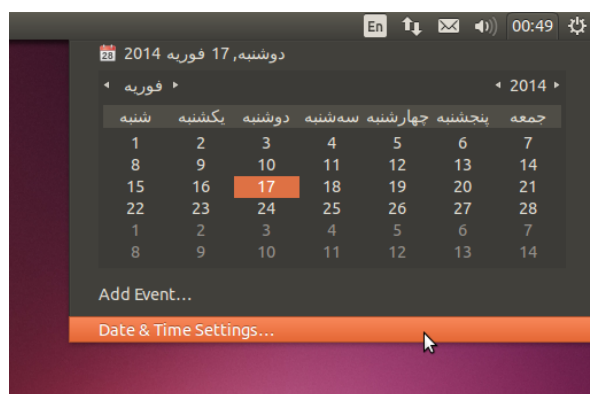 En 00:49
28 دوشنبه, 17 فوریه 2014
فوریه 2014
شنبه یکشنبه دوشنبه سه‌شنبه چهارشنبه پنجشنبه جمعه
1 2 3 4 5 6 7
8 9 10 11 12 13 14
15 16 17 18 19 20 21
22 23 24 25 26 27 28
1 2 3 4 5 6 7
8 9 10 11 12 13 14
Add Event...
Date & Time Settings...